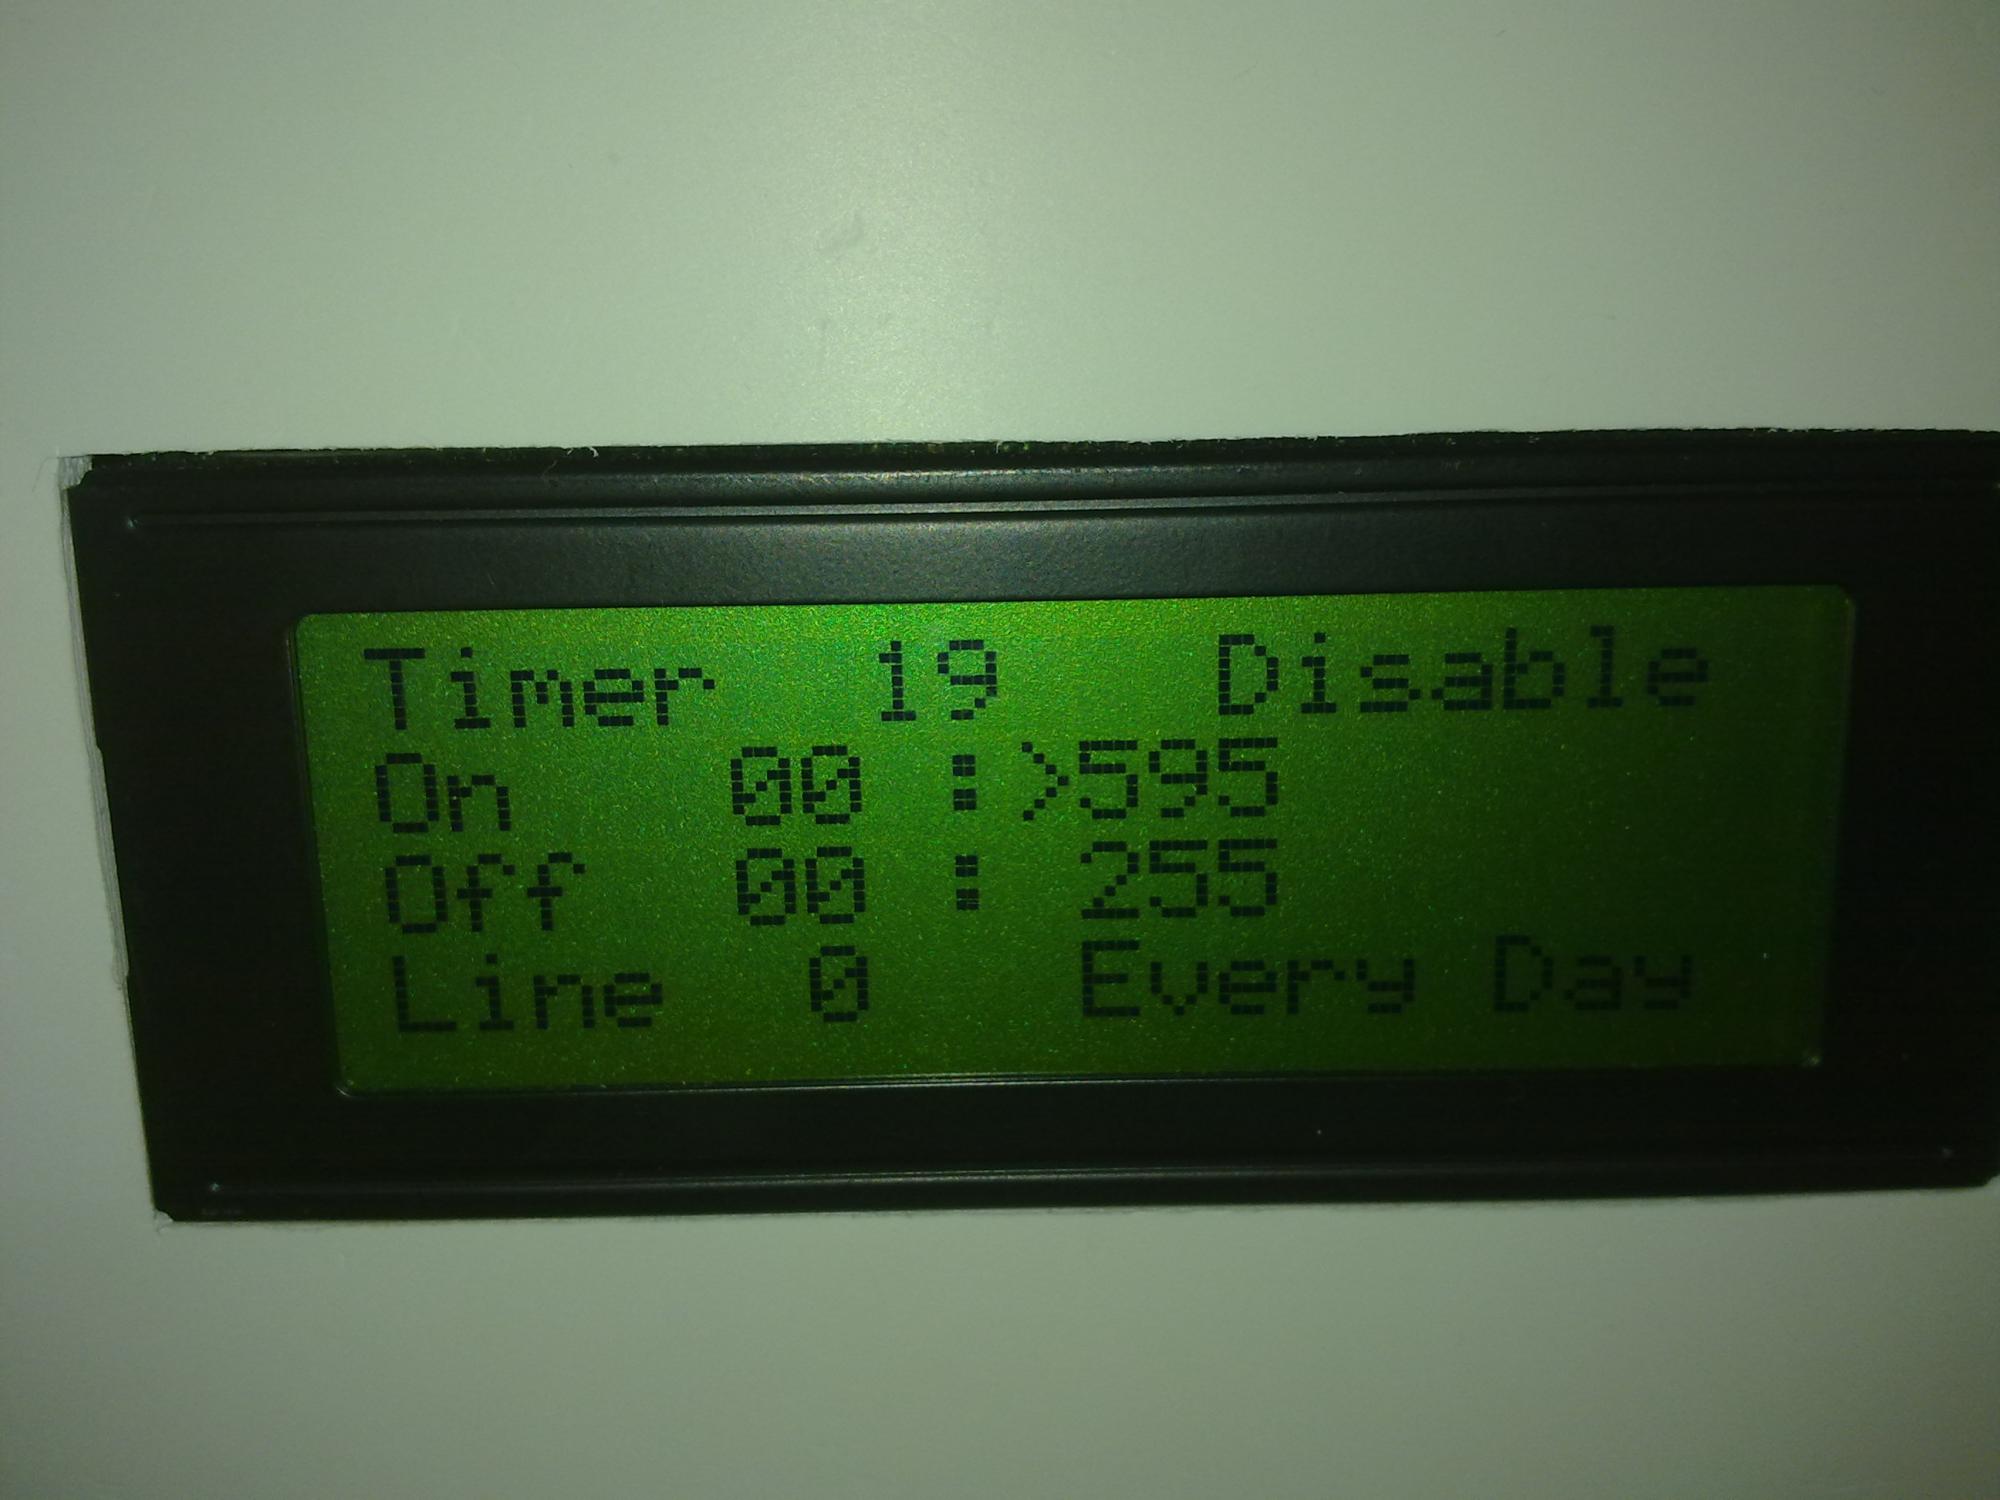 Timer 19 Disable
On 00 :>595
Off 00 : 255
Line 0 Every Day